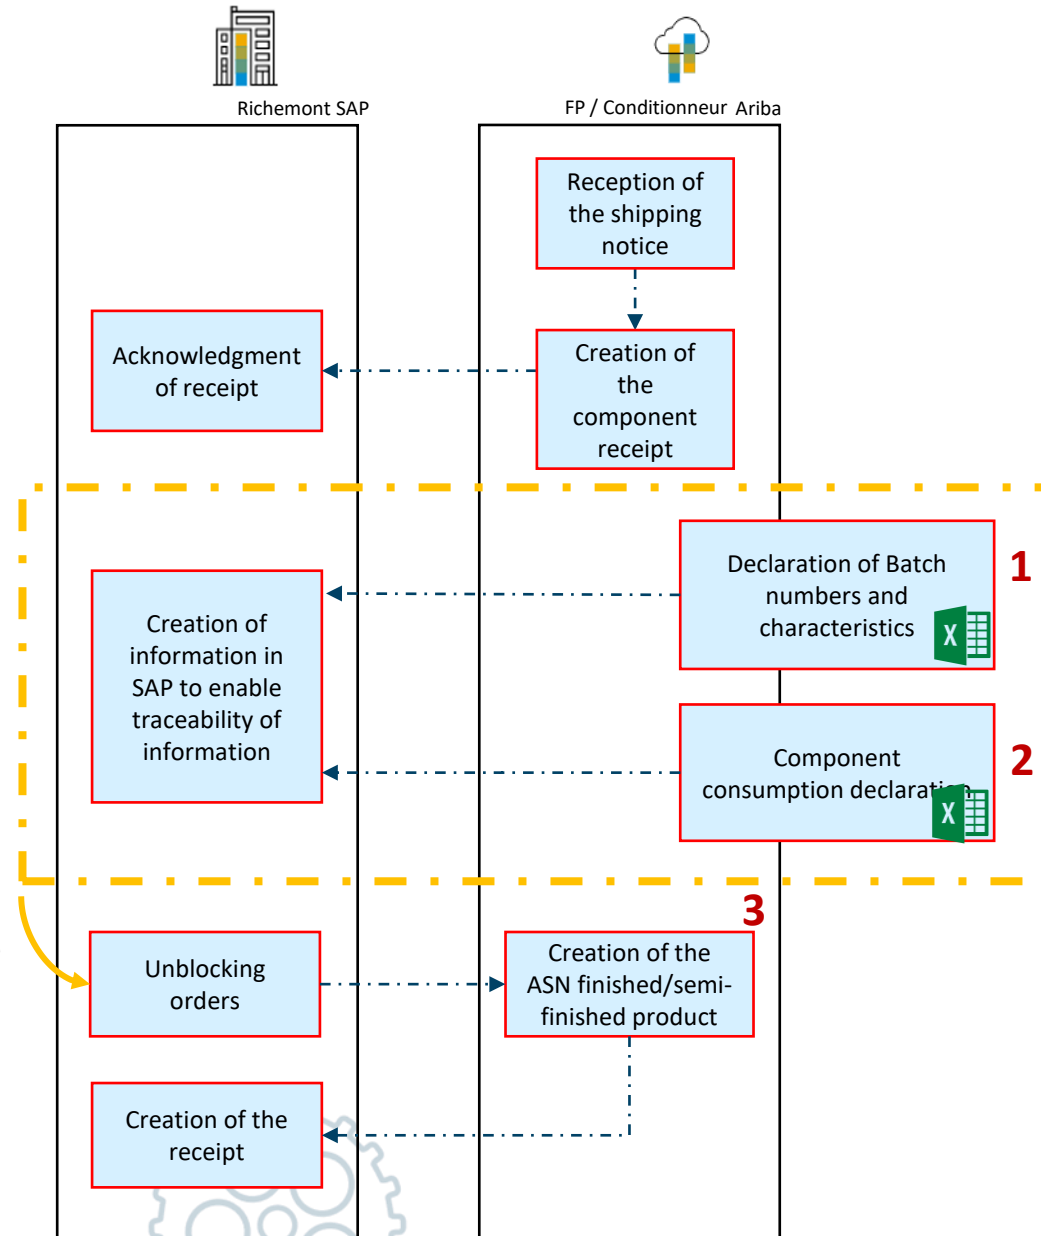 Richemont SAP
FP / Conditionneur Ariba
Reception of
the shipping
notice
Acknowledgment
of receipt
Creation of
the
component
receipt
Declaration of Batch
numbers and
characteristics
X
1
Creation of
information in
SAP to enable
traceability of
information
Component
consumption declaration
X
2
3
Unblocking
orders
Creation of the
ASN finished/semi-
finished product
Creation of the
receipt